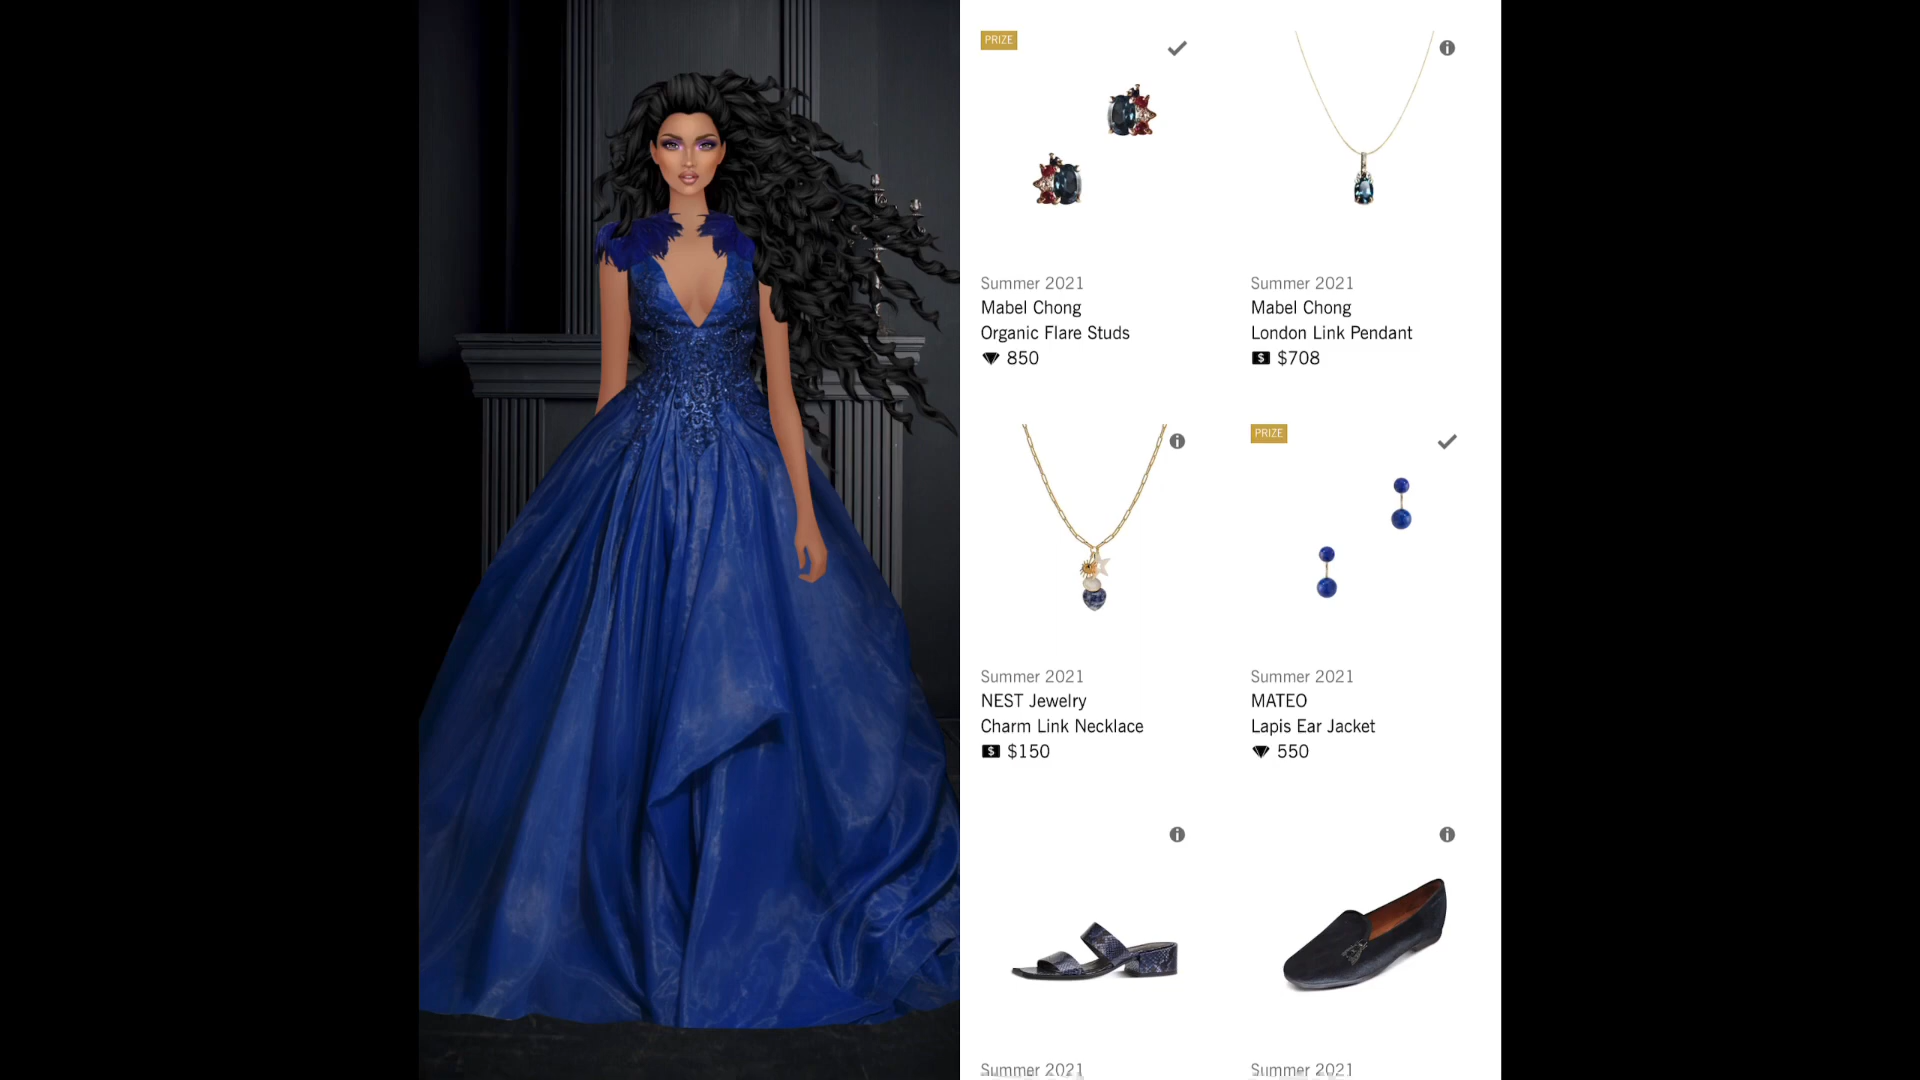 PRIZE
Summer 2021
Mabel Chong
Organic Flare Studs
850
Summer 2021
Mabel Chong
London Link Pendant
$ $708
Summer 2021
NEST Jewelry
Charm Link Necklace
$ $150
PRIZE
Summer 2021
MATEO
Lapis Ear Jacket
550
Summer 2021
Summer 2021